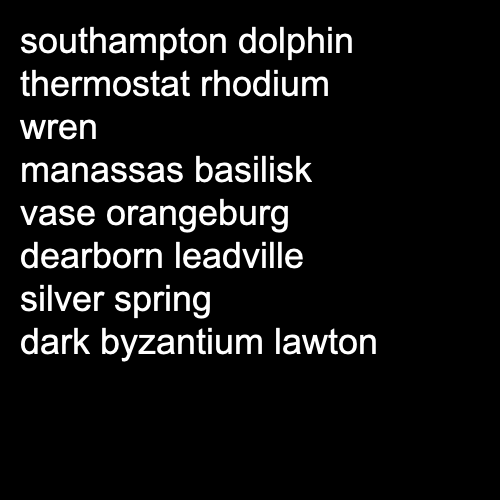 southampton dolphin
thermostat rhodium
wren
manassas basilisk
vase orangeburg
dearborn leadville
silver spring
dark byzantium lawton